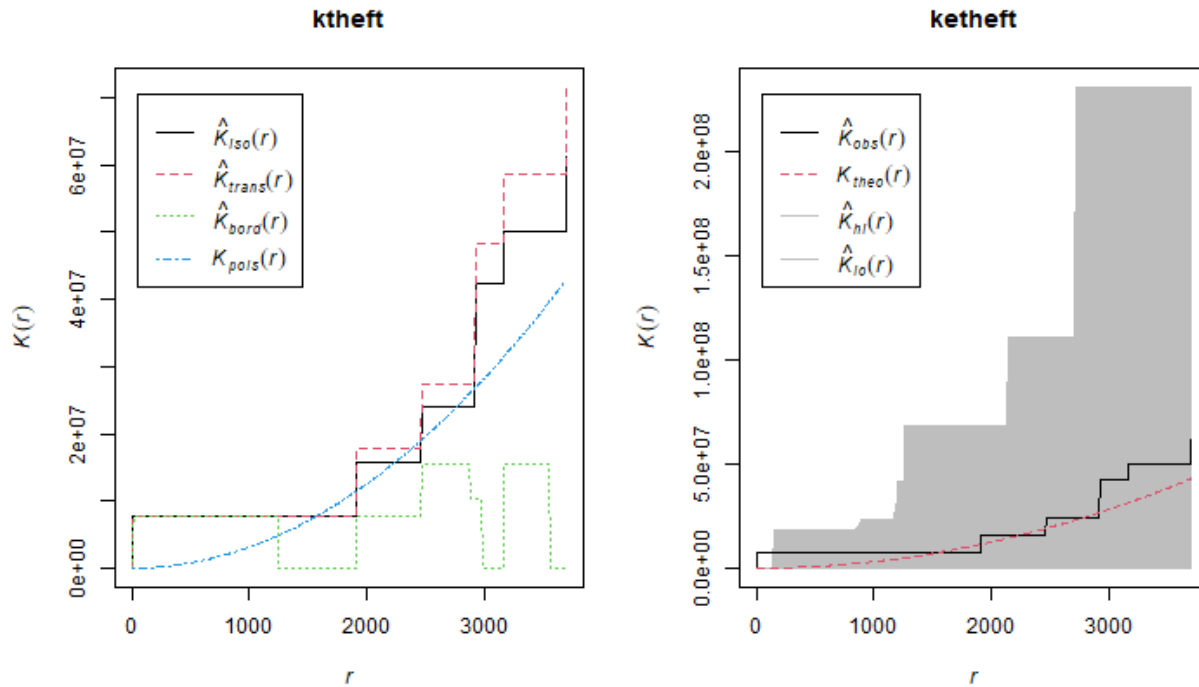 ktheft
K̂iso(r)
K̂trans(r)
K̂bord(r)
Kpois(r)
K(r)
0e+00 2e+07 4e+07 6e+07
0 1000 2000 3000
r
ketheft
K̂obs(r)
Ktheo(r)
K̂hi(r)
K̂lo(r)
K(r)
0.0e+00 5.0e+07 1.0e+08 1.5e+08 2.0e+08
0 1000 2000 3000
r